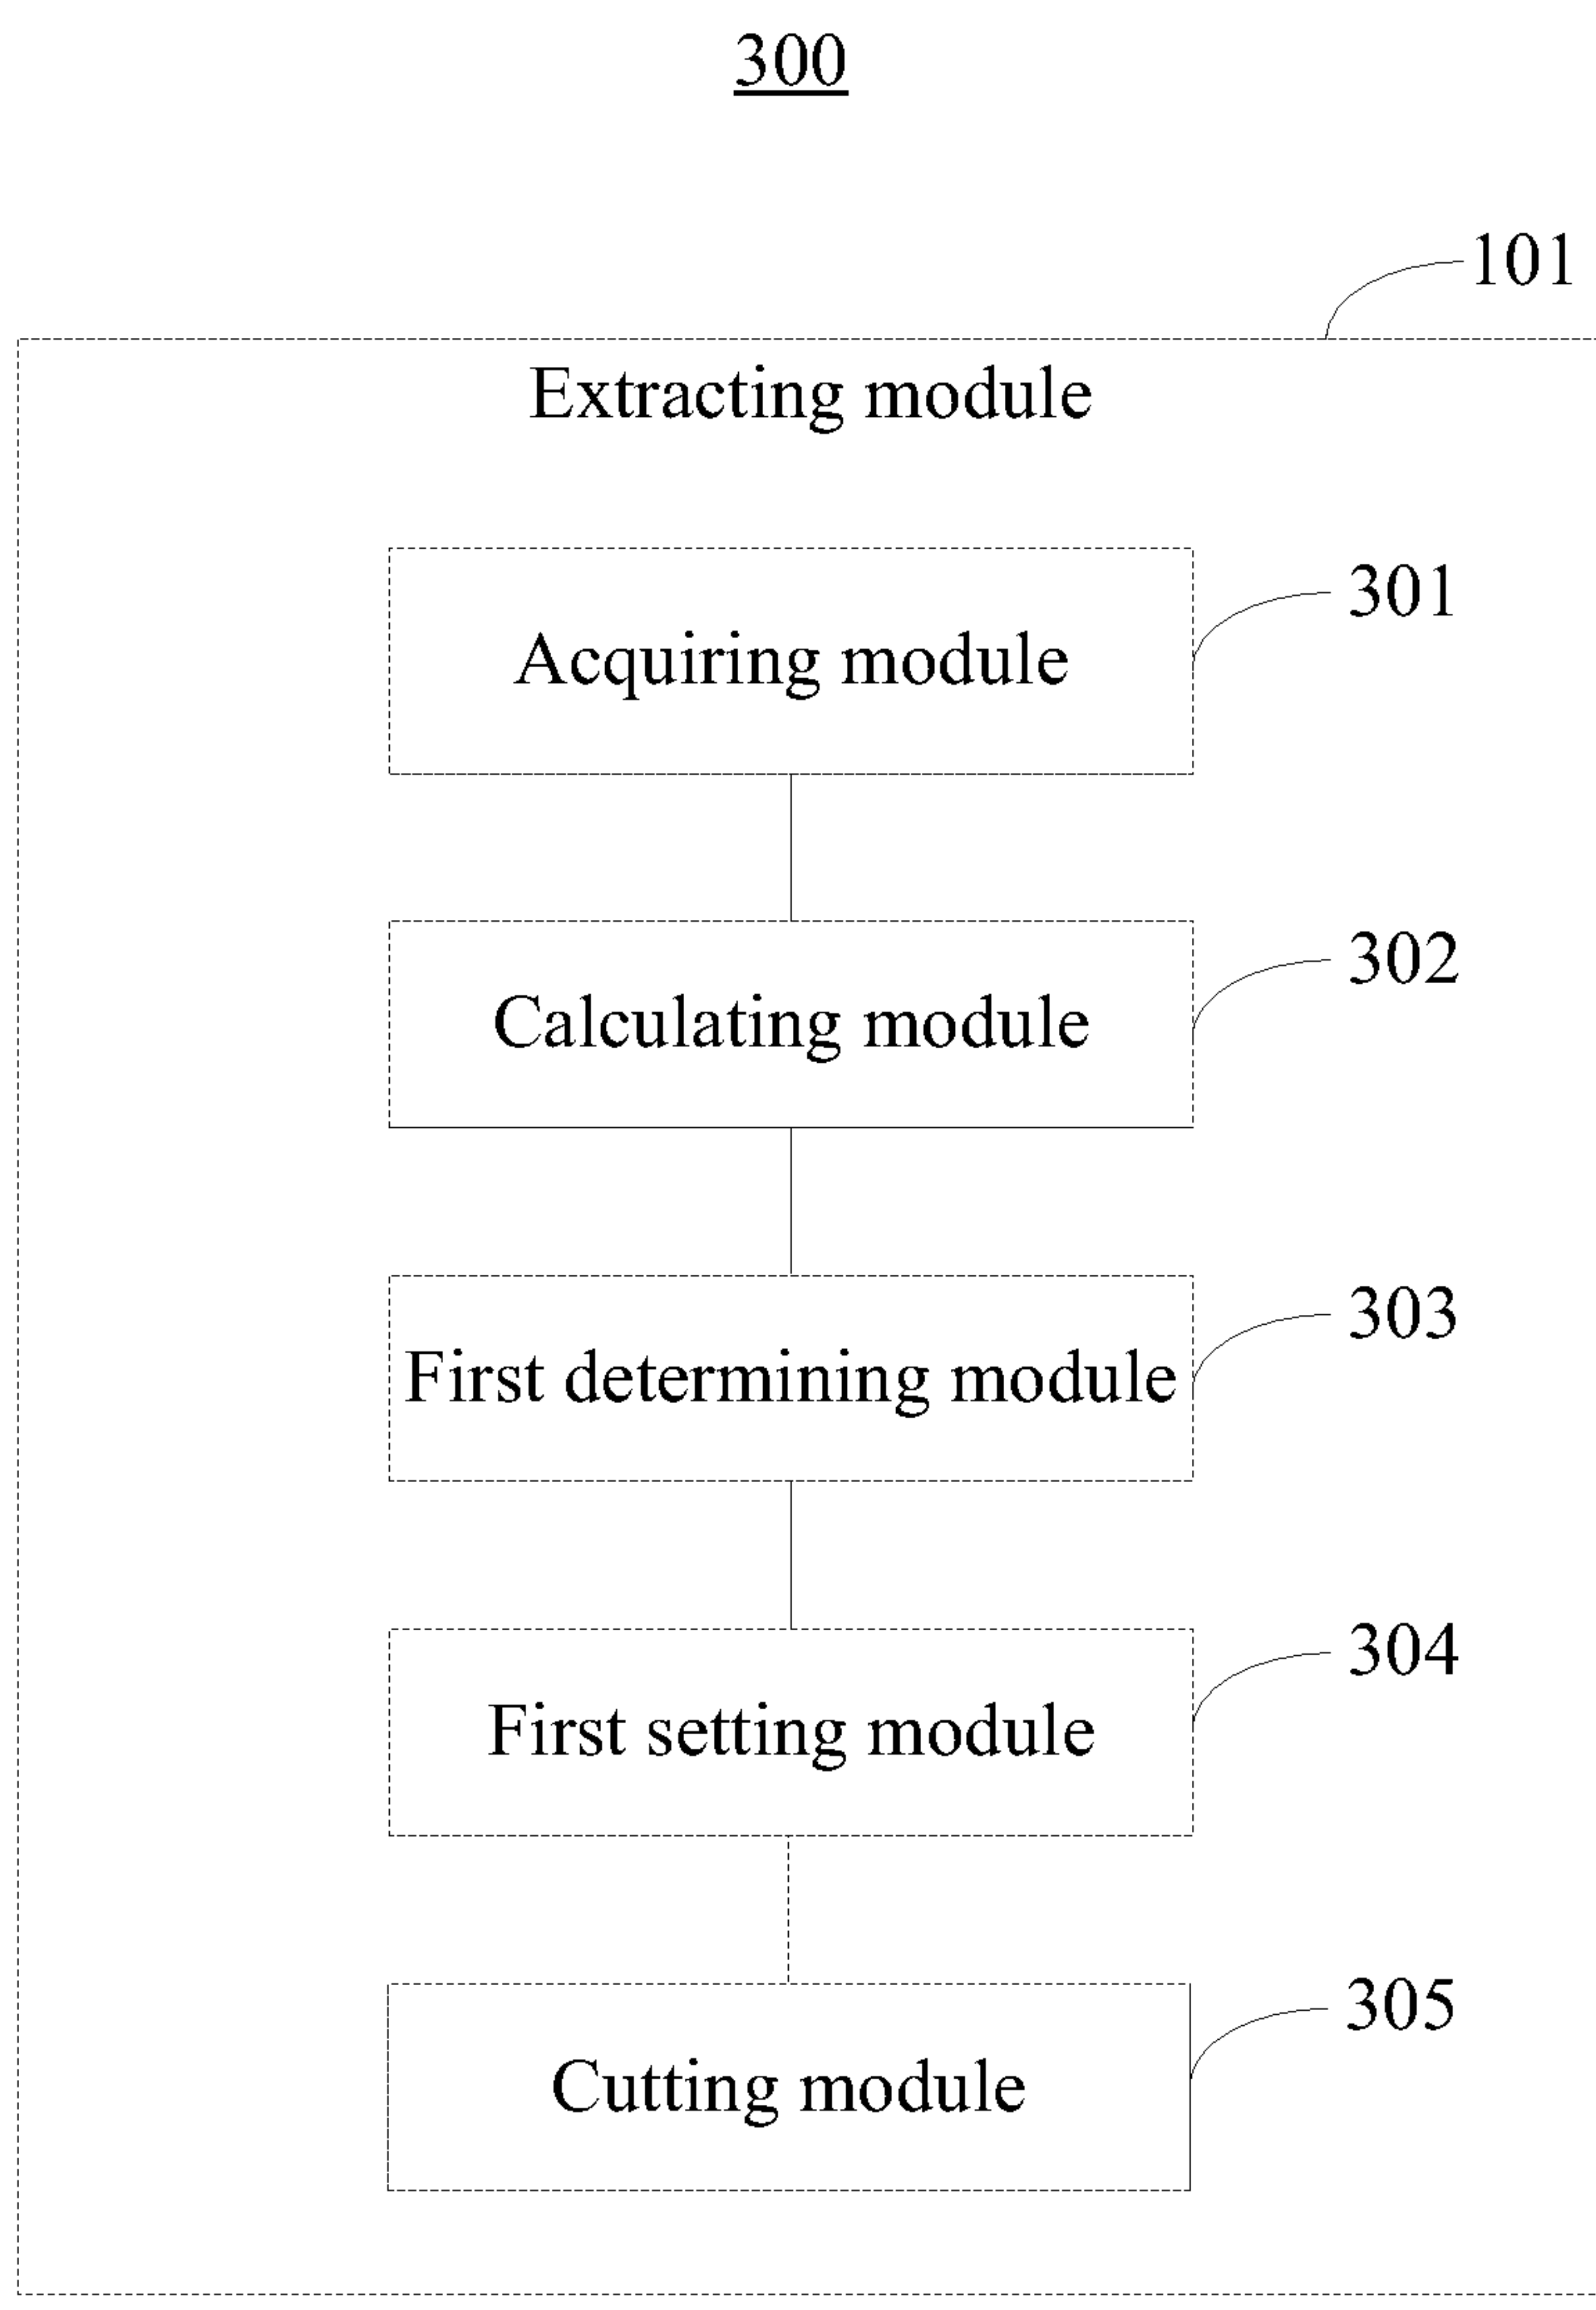 300
101
Extracting module
301
Acquiring module
302
Calculating module
303
First determining module
304
First setting module
305
Cutting module